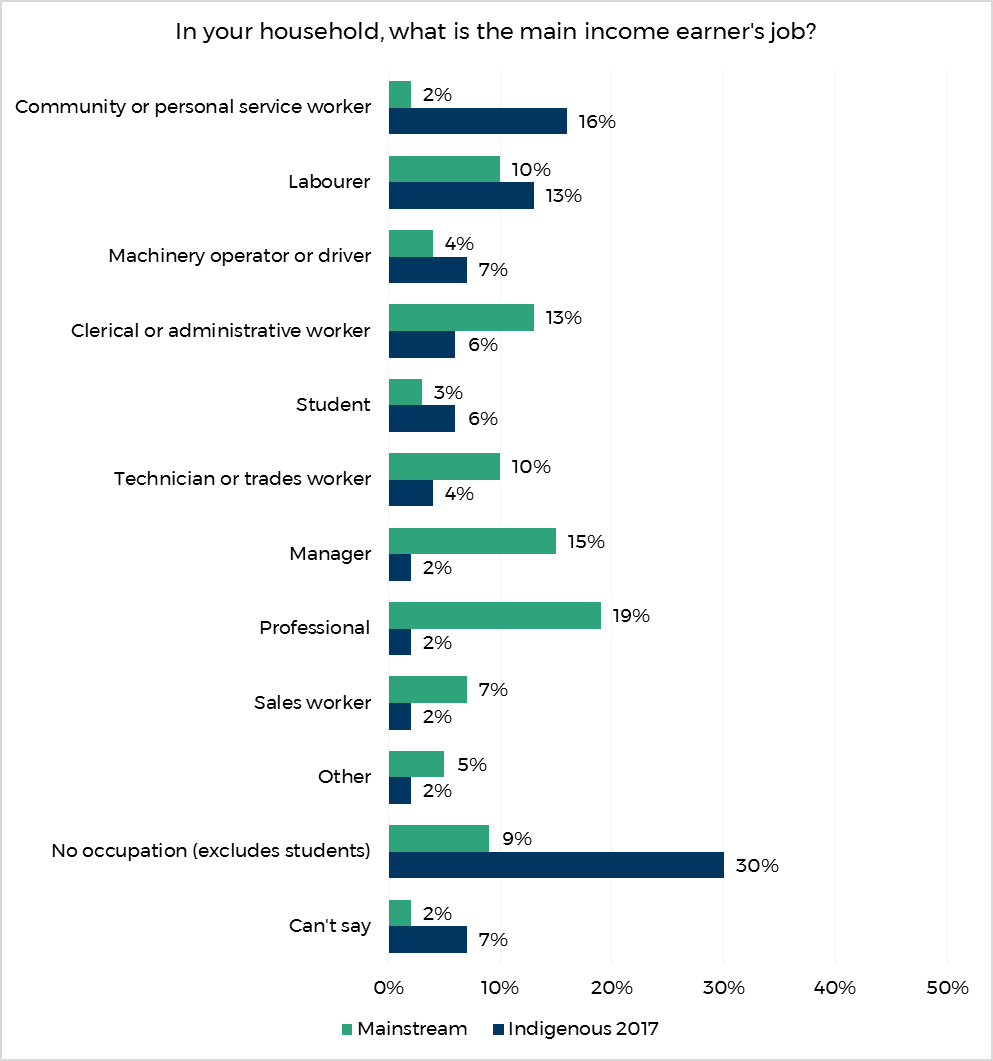 In your household, what is the main income earner's job?
Community or personal service worker
2%
16%
Labourer
10%
13%
Machinery operator or driver
4%
7%
Clerical or administrative worker
13%
6%
Student
3%
6%
Technician or trades worker
10%
4%
Manager
15%
2%
Professional
19%
2%
Sales worker
7%
2%
Other
5%
2%
No occupation (excludes students)
9%
30%
Can't say
2%
7%
0% 10% 20% 30% 40% 50%
Mainstream Indigenous 2017